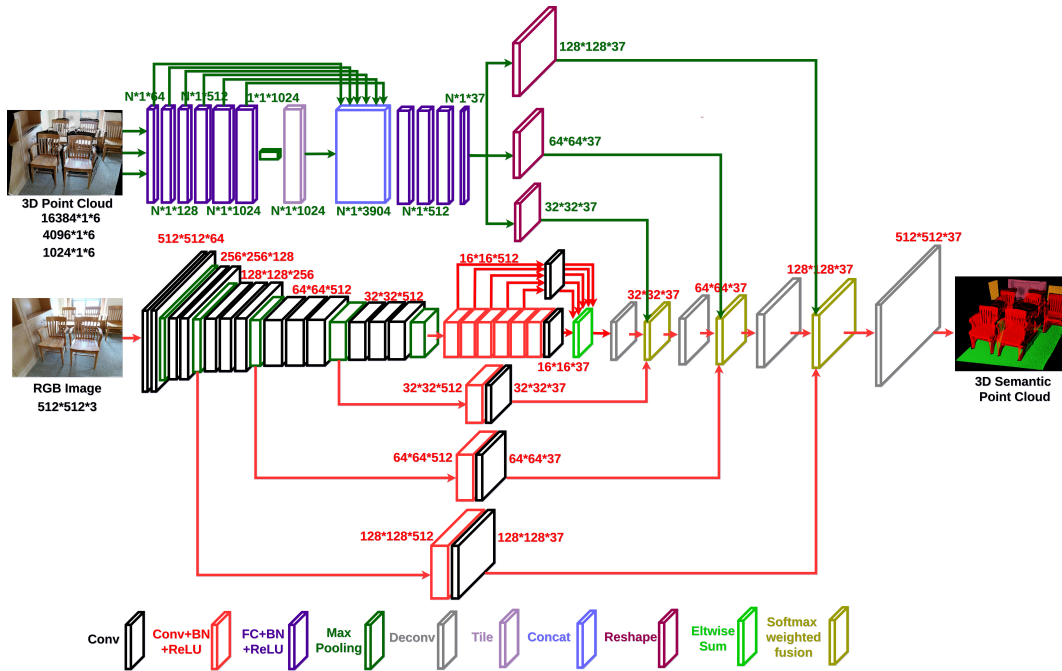 128*128*37
N*1*64
N*1*512
1*1*1024
N*1*37
64*64*37
3D Point Cloud
16384*1*6
4096*1*6
1024*1*6
N*1*128
N*1*1024
N*1*1024
N*1*3904
N*1*512
32*32*37
512*512*64
256*256*128
128*128*256
64*64*512
32*32*512
16*16*512
32*32*37
64*64*37
128*128*37
512*512*37
RGB Image
512*512*3
16*16*37
3D Semantic
Point Cloud
32*32*512
32*32*37
64*64*512
64*64*37
128*128*512
128*128*37
Conv
Conv+BN
+ReLU
FC+BN
+ReLU
Max
Pooling
Deconv
Tile
Concat
Reshape
Eltwise
Sum
Softmax
weighted
fusion